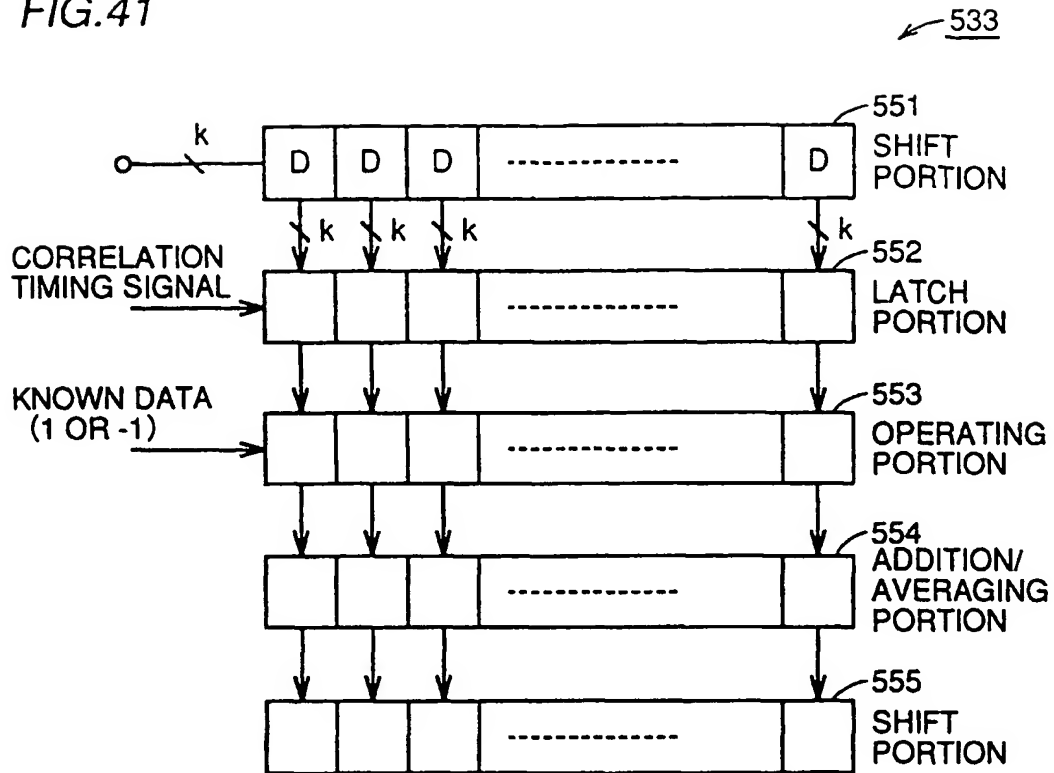 FIG.41
533
551
k
D D D D
SHIFT
PORTION
k k k k
CORRELATION
TIMING SIGNAL
552
LATCH
PORTION
KNOWN DATA
(1 OR -1)
553
OPERATING
PORTION
554
ADDITION/
AVERAGING
PORTION
555
SHIFT
PORTION